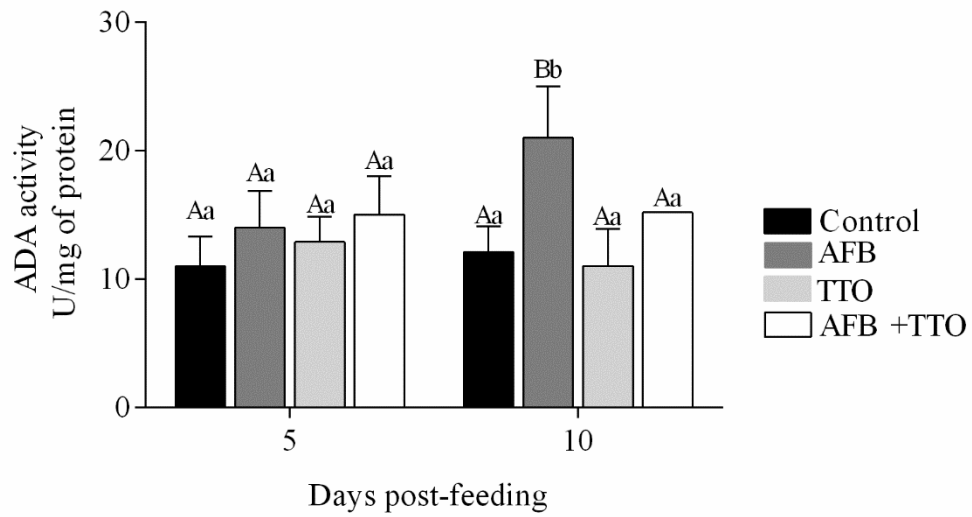 ADA activity
U/mg of protein
30
20
10
0
Aa
Aa
Aa
Aa
Aa
Bb
Aa
Aa
5
10
Days post-feeding
Control
AFB
TTO
AFB +TTO